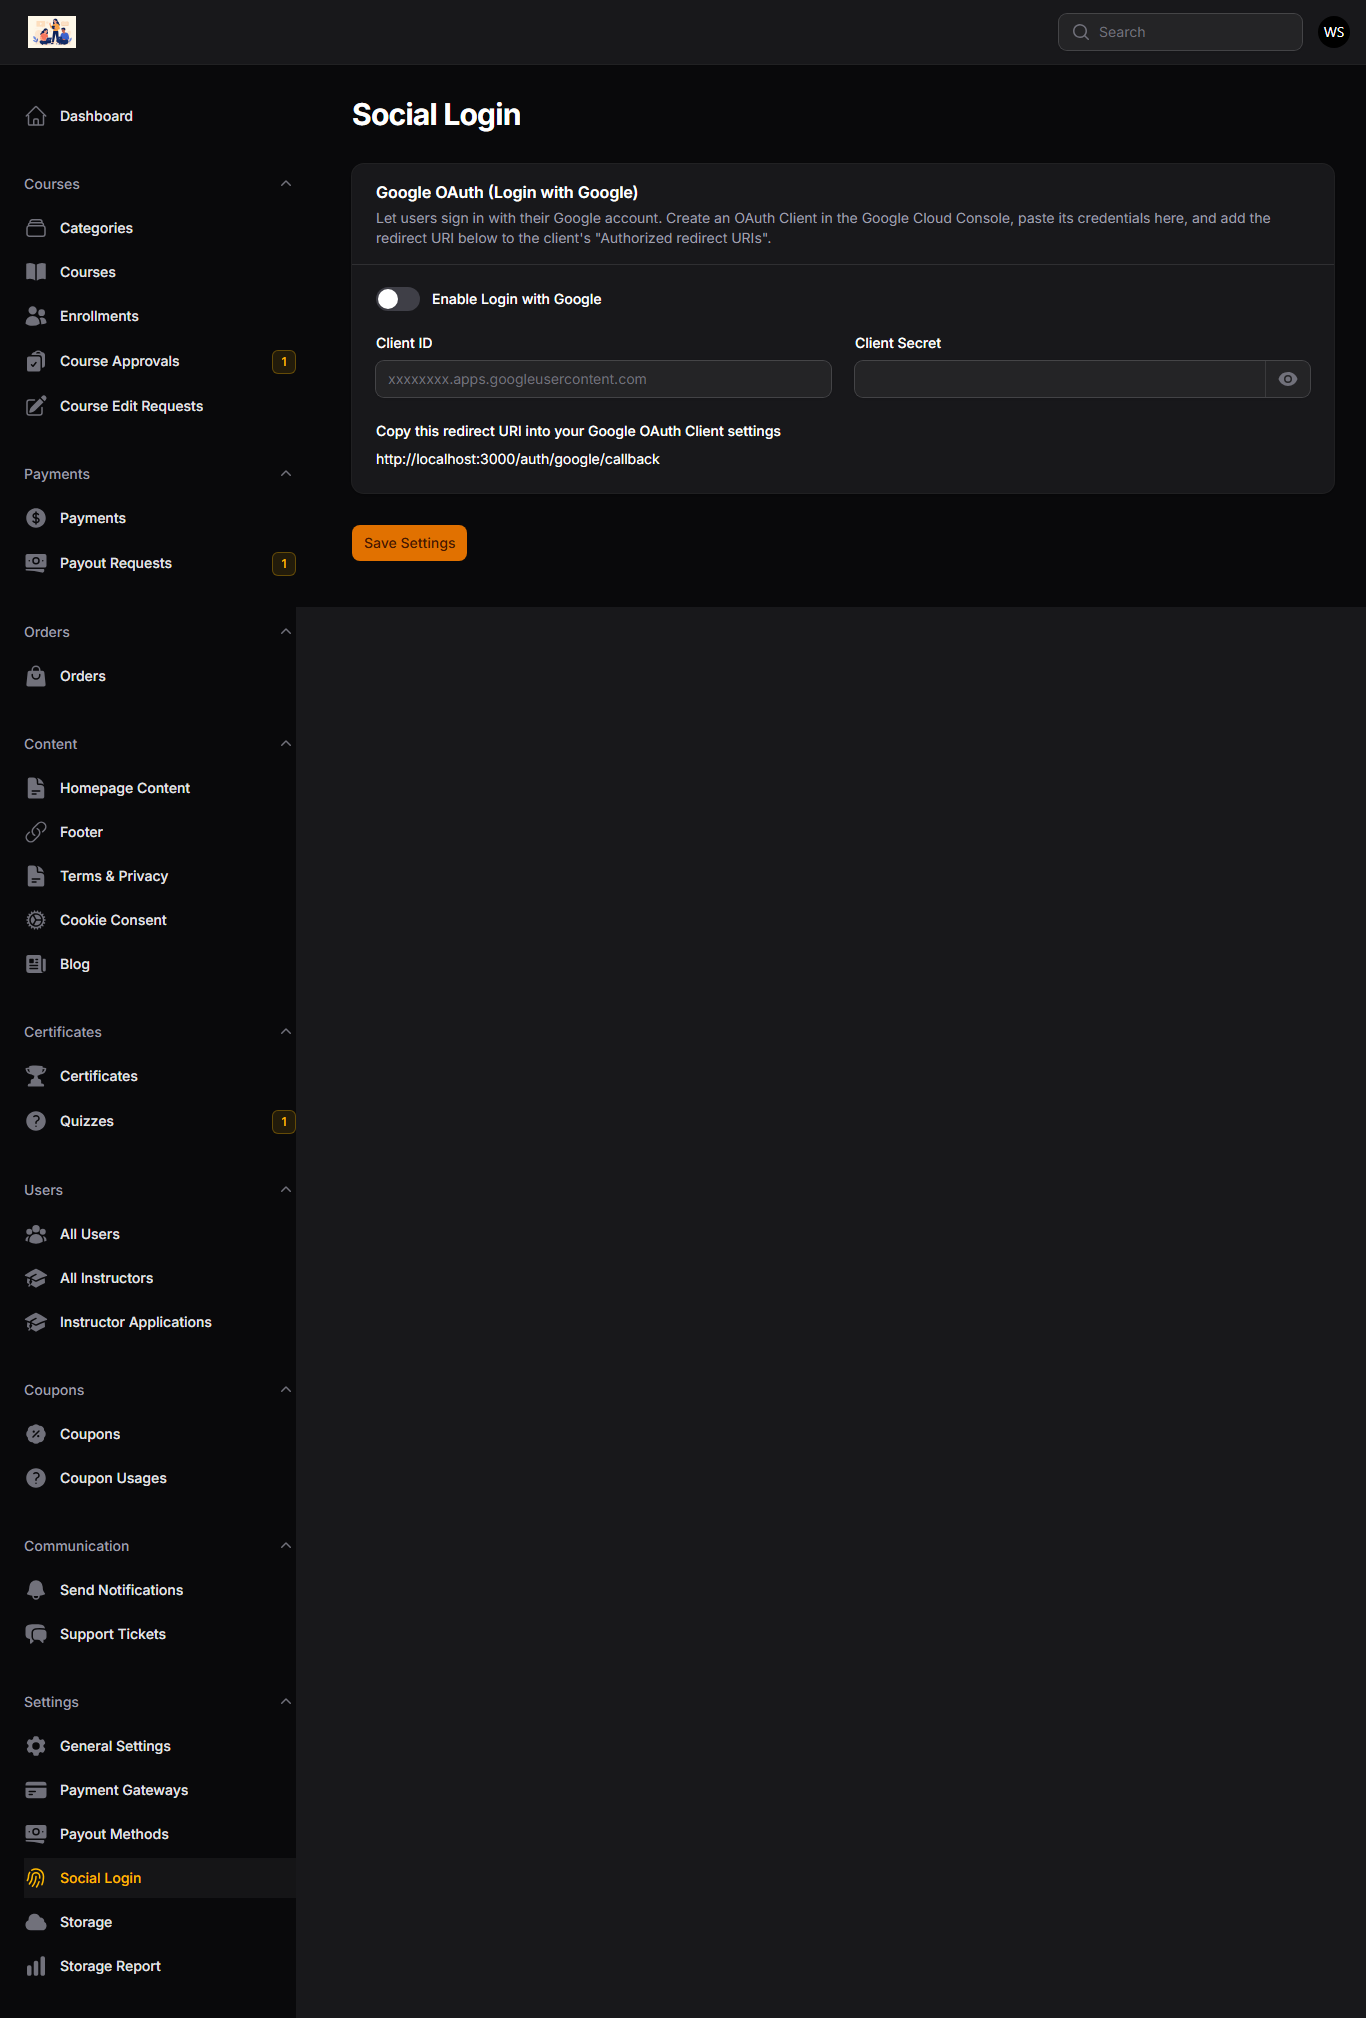 Search
WS
Dashboard
Courses
Categories
Courses
Enrollments
Course Approvals
1
Course Edit Requests
Payments
Payments
Payout Requests
1
Orders
Orders
Content
Homepage Content
Footer
Terms & Privacy
Cookie Consent
Blog
Certificates
Certificates
Quizzes
1
Users
All Users
All Instructors
Instructor Applications
Coupons
Coupons
Coupon Usages
Communication
Send Notifications
Support Tickets
Settings
General Settings
Payment Gateways
Payout Methods
Social Login
Storage
Storage Report
Social Login
Google OAuth (Login with Google)
Let users sign in with their Google account. Create an OAuth Client in the Google Cloud Console, paste its credentials here, and add the
redirect URI below to the client's "Authorized redirect URIs".
Enable Login with Google
Client ID
xxxxxxxx.apps.googleusercontent.com
Client Secret
Copy this redirect URI into your Google OAuth Client settings
http://localhost:3000/auth/google/callback
Save Settings